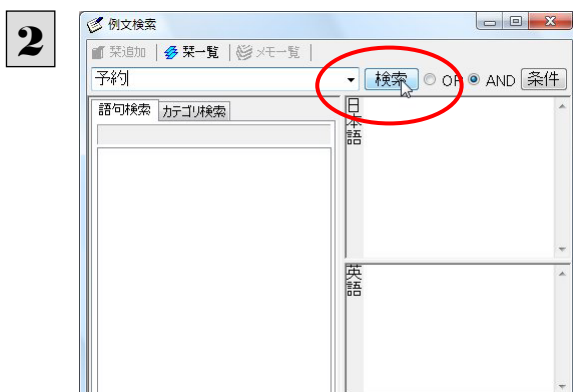 2
例文検索
栞追加 栞一覧 メモ一覧
予約 検索 OR AND 条件
語句検索 カテゴリ検索
日本語
英語